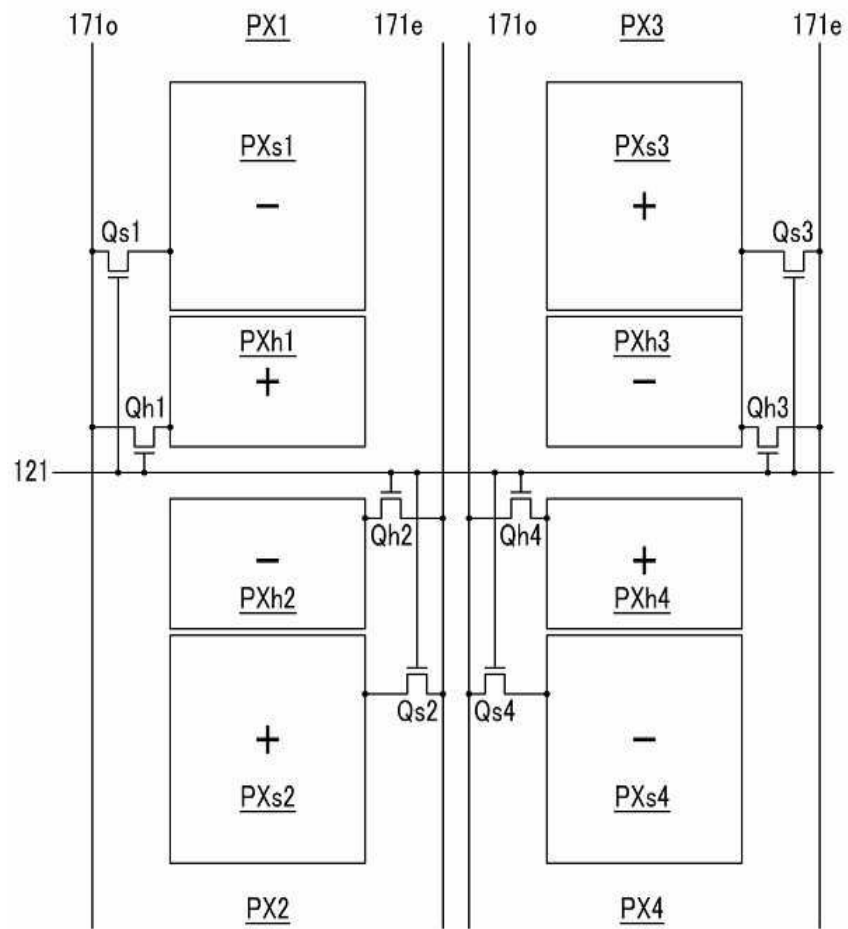 171o PX1 171e 171o PX3 171e
PXs1 PXs3
- +
Qs1 Qs3
PXh1 PXh3
+ -
Qh1 Qh3
121
Qh2 Qh4
- +
PXh2 PXh4
Qs2 Qs4
+ -
PXs2 PXs4
PX2 PX4